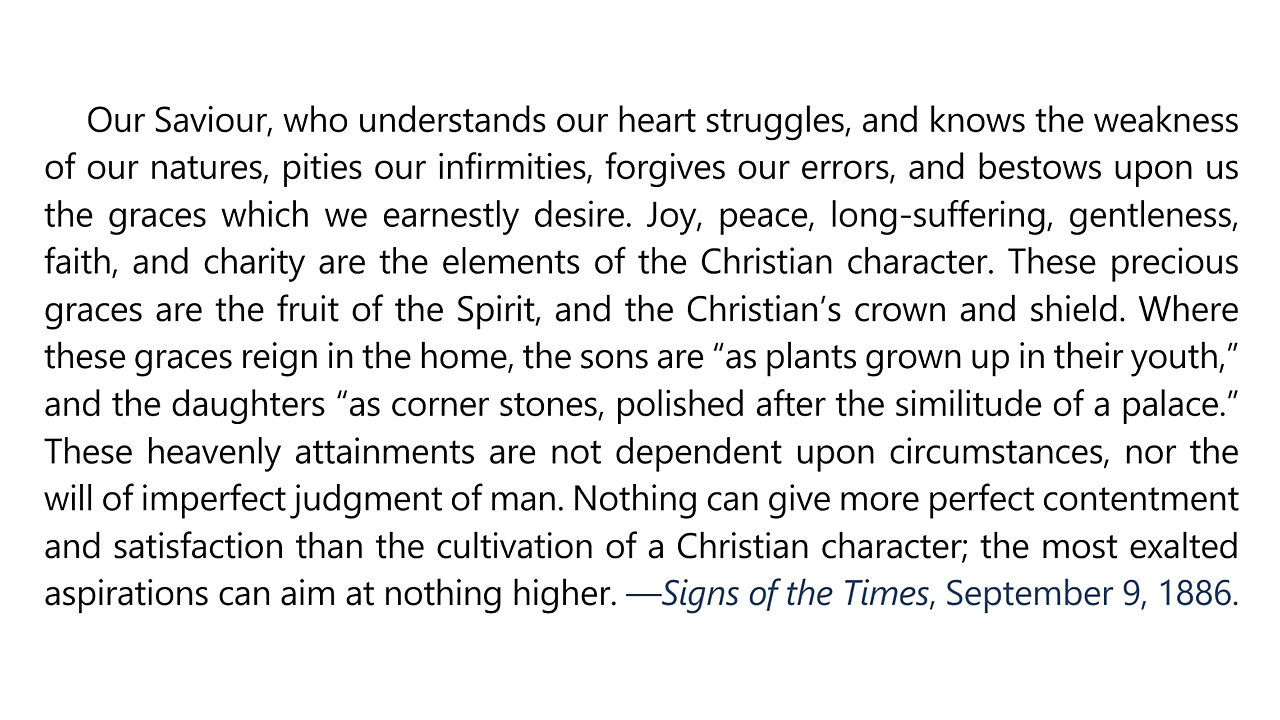 Our Saviour, who understands our heart struggles, and knows the weakness
of our natures, pities our infirmities, forgives our errors, and bestows upon us
the graces which we earnestly desire. Joy, peace, long-suffering, gentleness,
faith, and charity are the elements of the Christian character. These precious
graces are the fruit of the Spirit, and the Christian’s crown and shield. Where
these graces reign in the home, the sons are “as plants grown up in their youth,”
and the daughters “as corner stones, polished after the similitude of a palace.”
These heavenly attainments are not dependent upon circumstances, nor the
will of imperfect judgment of man. Nothing can give more perfect contentment
and satisfaction than the cultivation of a Christian character; the most exalted
aspirations can aim at nothing higher. —Signs of the Times, September 9, 1886.